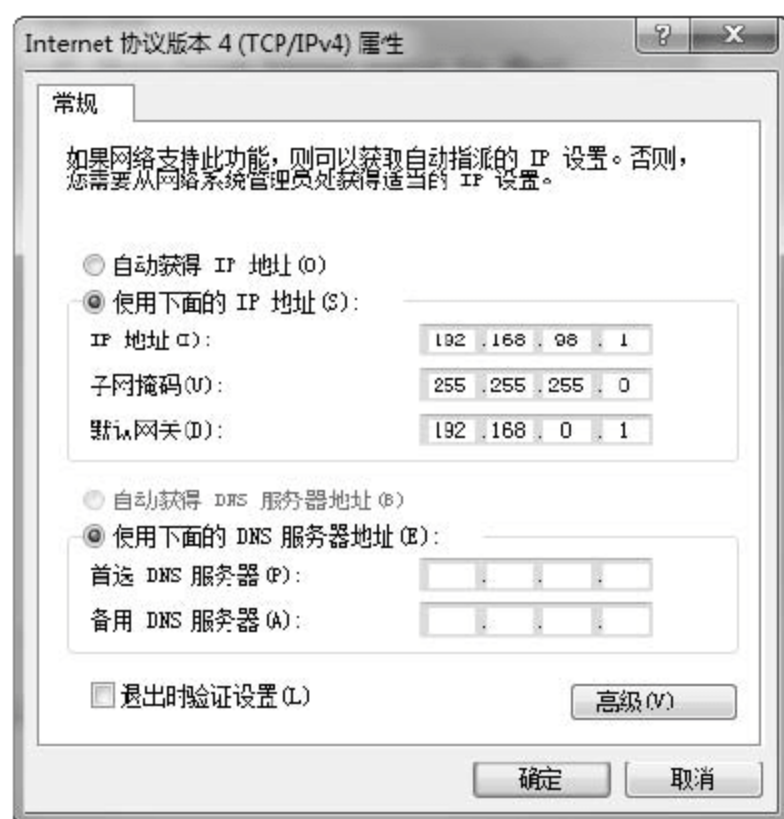 Internet 协议版本 4 (TCP/IPv4) 属性
常规
如果网络支持此功能，则可以获取自动指派的 IP 设置。否则，
您需要从网络系统管理员处获得适当的 IP 设置。
自动获得 IP 地址(O)
使用下面的 IP 地址(S):
IP 地址(I): 192 .168 . 98 . 1
子网掩码(U): 255 .255 .255 . 0
默认网关(D): 192 .168 . 0 . 1
自动获得 DNS 服务器地址(B)
使用下面的 DNS 服务器地址(E):
首选 DNS 服务器(P): . . .
备用 DNS 服务器(A): . . .
退出时验证设置(L)
高级(V)
确定
取消